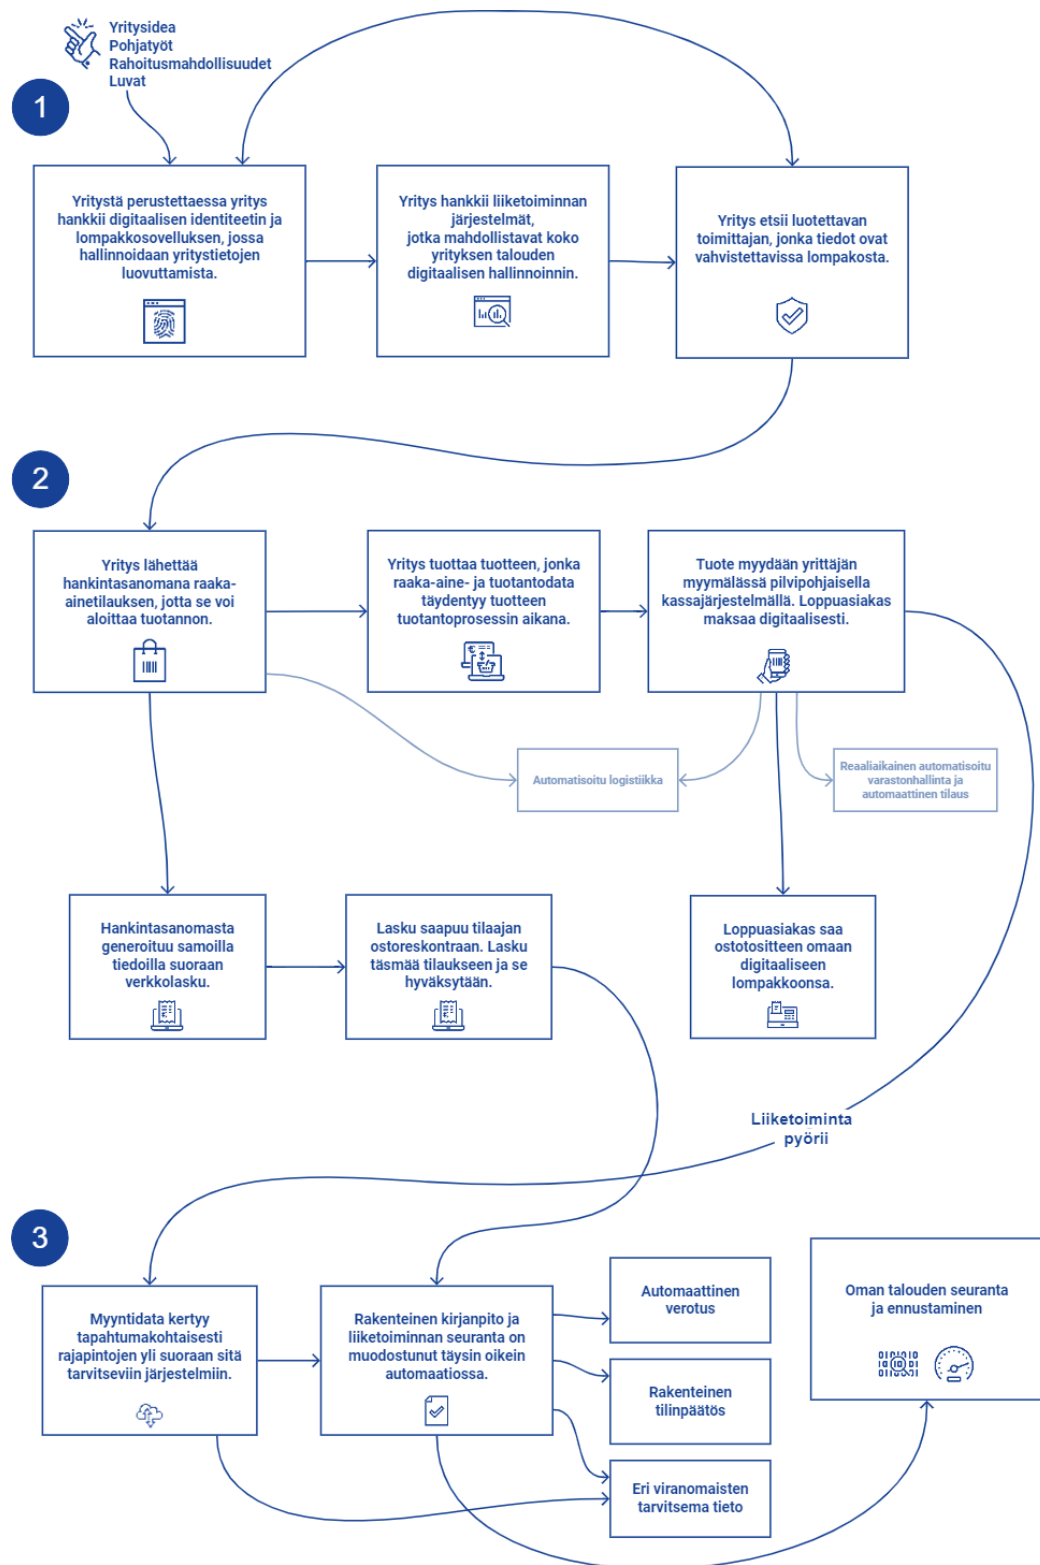 Yritysidea
Pohjatyöt
Rahoitusmahdollisuudet
Luvat
1
Yritystä perustettaessa yritys
hankkii digitaalisen identiteetin ja
lompakkosovelluksen, jossa
hallinnoidaan yritystietojen
luovuttamista.
Yritys hankkii liiketoiminnan
järjestelmät,
jotka mahdollistavat koko
yrityksen talouden
digitaalisen hallinnoinnin.
Yritys etsii luotettavan
toimittajan, jonka tiedot ovat
vahvistettavissa lompakosta.
2
Yritys lähettää
hankintasanomana raaka-
ainetilauksen, jotta se voi
aloittaa tuotannon.
Yritys tuottaa tuotteen, jonka
raaka-aine- ja tuotantodata
täydentyy tuotteen
tuotantoprosessin aikana.
Tuote myydään yrittäjän
myymälässä pilvipohjaisella
kassajärjestelmällä. Loppuasiakas
maksaa digitaalisesti.
Automatisoitu logistiikka
Reaaliaikainen automatisoitu
varastonhallinta ja
automaattinen tilaus
Hankintasanomasta
generoituu samoilla
tiedoilla suoraan
verkkolasku.
Lasku saapuu tilaajan
ostoreskontraan. Lasku
täsmää tilaukseen ja se
hyväksytään.
Loppuasiakas saa
ostotositteen omaan
digitaaliseen
lompakkoonsa.
Liiketoiminta
pyörii
3
Myyntidata kertyy
tapahtumakohtaisesti
rajapintojen yli suoraan sitä
tarvitseviin järjestelmiin.
Rakenteinen kirjanpito ja
liiketoiminnan seuranta on
muodostunut täysin oikein
automaatiossa.
Automaattinen
verotus
Rakenteinen
tilinpäätös
Eri viranomaisten
tarvitsema tieto
Oman talouden seuranta
ja ennustaminen